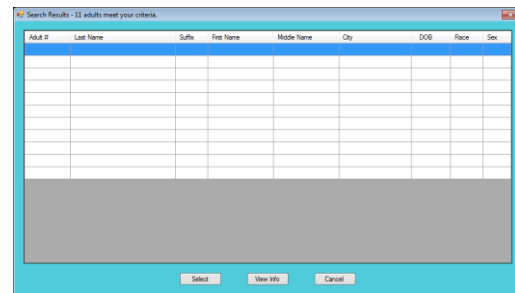 Search Results - 11 adults meet your criteria.
Adult # Last Name Suffix First Name Middle Name City DOB Race Sex
Select View Info Cancel